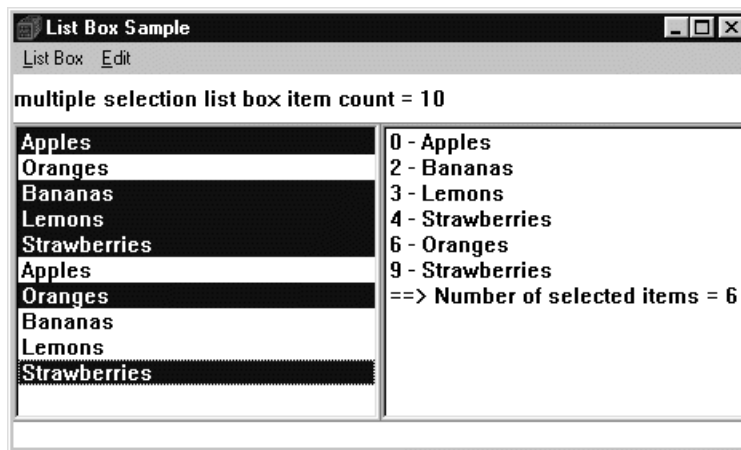 List Box Sample
List Box Edit
multiple selection list box item count = 10
Apples
Oranges
Bananas
Lemons
Strawberries
Apples
Oranges
Bananas
Lemons
Strawberries
0 - Apples
2 - Bananas
3 - Lemons
4 - Strawberries
6 - Oranges
9 - Strawberries
==> Number of selected items = 6